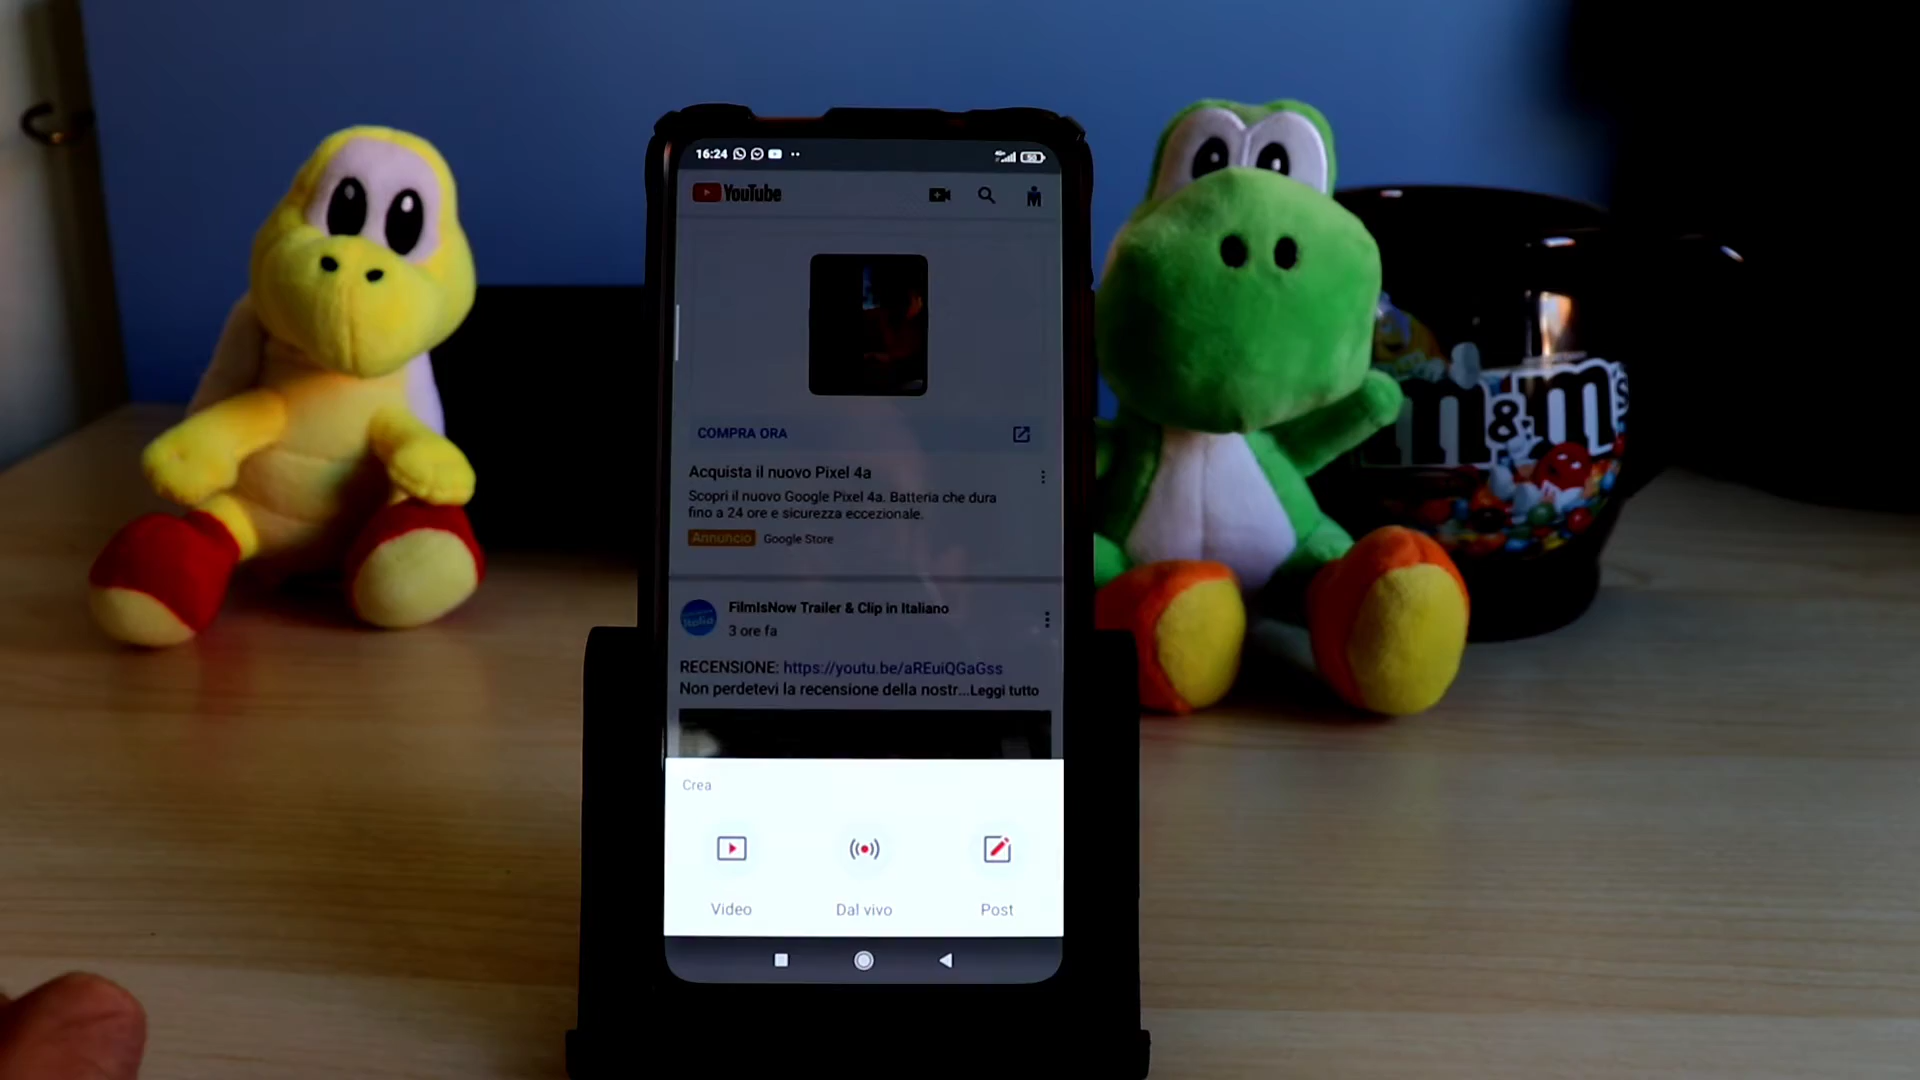 16:24
YouTube
COMPRA ORA
Acquista il nuovo Pixel 4a
Scopri il nuovo Google Pixel 4a. Batteria che dura
fino a 24 ore e sicurezza eccezionale.
Annuncio Google Store
FilmIsNow Trailer & Clip in Italiano
3 ore fa
RECENSIONE: https://youtu.be/aREuiQGaGss
Non perdetevi la recensione della nostr...Leggi tutto
Crea
Video
Dal vivo
Post
m&m's